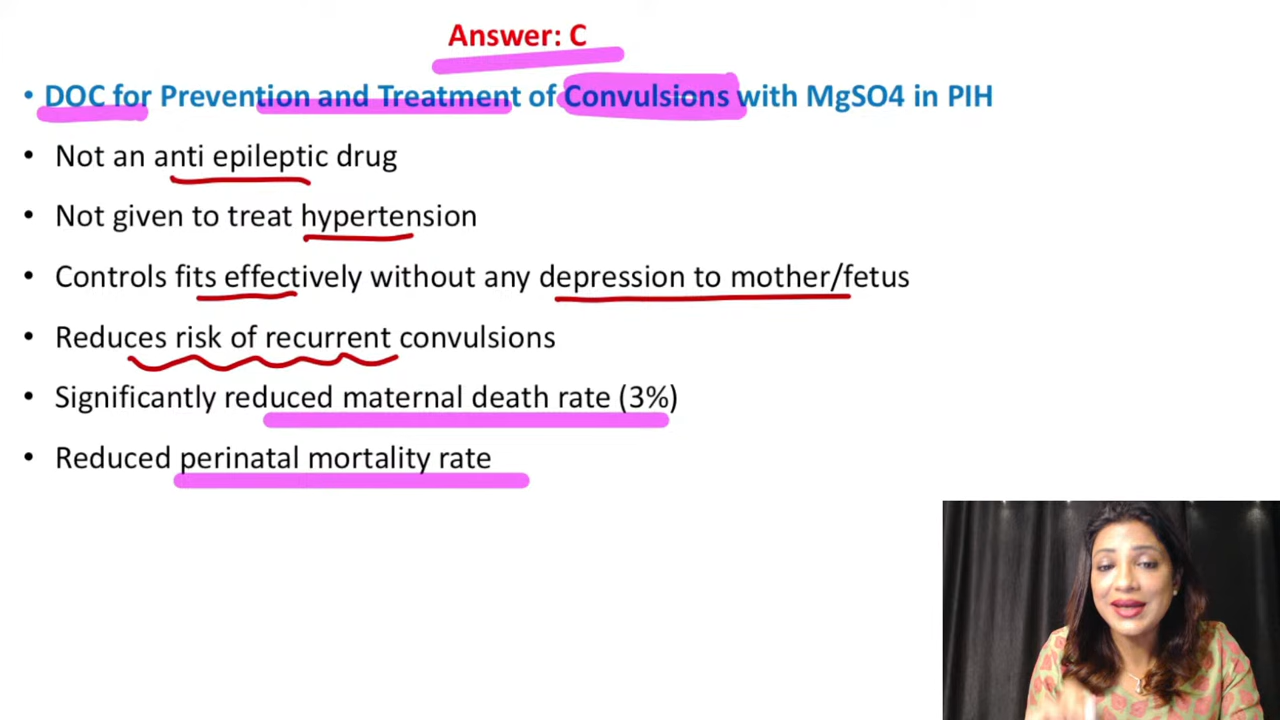 Answer: C
• DOC for Prevention and Treatment of Convulsions with MgSO4 in PIH
• Not an anti epileptic drug
• Not given to treat hypertension
• Controls fits effectively without any depression to mother/fetus
• Reduces risk of recurrent convulsions
• Significantly reduced maternal death rate (3%)
• Reduced perinatal mortality rate